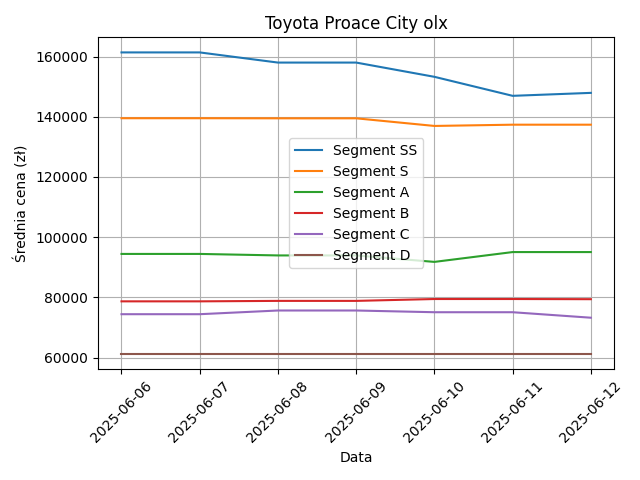 Toyota Proace City olx
Średnia cena (zł)
160000
140000
120000
100000
80000
60000
Segment SS
Segment S
Segment A
Segment B
Segment C
Segment D
2025-06-06
2025-06-07
2025-06-08
2025-06-09
2025-06-10
2025-06-11
2025-06-12
Data